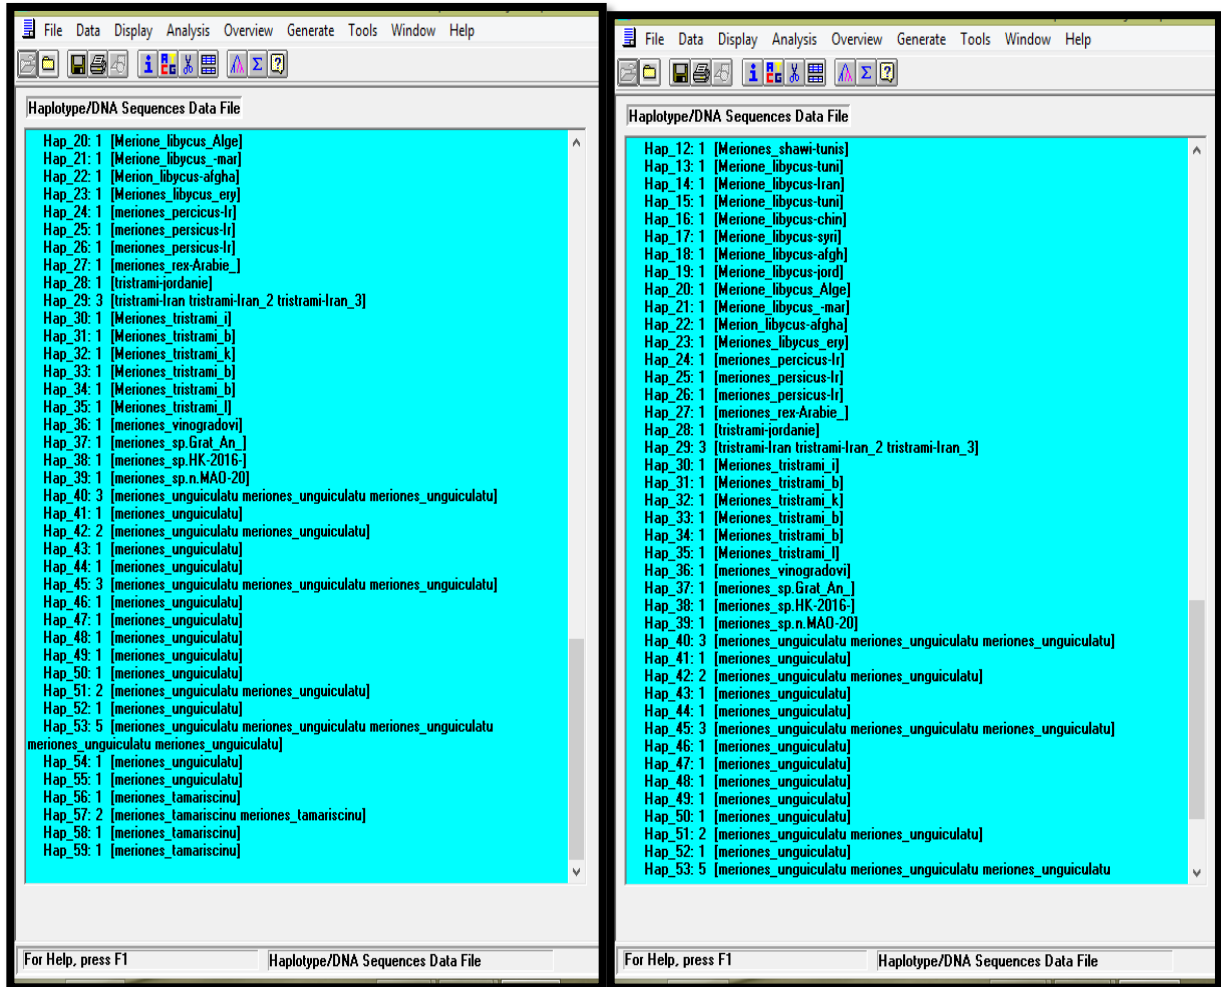 File Data Display Analysis Overview Generate Tools Window Help
Haplotype/DNA Sequences Data File
Hap_20: 1 [Merione_libycus_Alge]
Hap_21: 1 [Merione_libycus_-mar]
Hap_22: 1 [Merion_libycus-afgha]
Hap_23: 1 [Meriones_libycus_ery]
Hap_24: 1 [meriones_percicus-Ir]
Hap_25: 1 [meriones_persicus-Ir]
Hap_26: 1 [meriones_persicus-Ir]
Hap_27: 1 [meriones_rex-Arabie_]
Hap_28: 1 [tristrami-jordanie]
Hap_29: 3 [tristrami-Iran tristrami-Iran_2 tristrami-Iran_3]
Hap_30: 1 [Meriones_tristrami_i]
Hap_31: 1 [Meriones_tristrami_b]
Hap_32: 1 [Meriones_tristrami_k]
Hap_33: 1 [Meriones_tristrami_b]
Hap_34: 1 [Meriones_tristrami_b]
Hap_35: 1 [Meriones_tristrami_l]
Hap_36: 1 [meriones_vinogradovi]
Hap_37: 1 [meriones_sp.Grat_An_]
Hap_38: 1 [meriones_sp.HK-2016-]
Hap_39: 1 [meriones_sp.n.MAO-20]
Hap_40: 3 [meriones_unguiculatu meriones_unguiculatu meriones_unguiculatu]
Hap_41: 1 [meriones_unguiculatu]
Hap_42: 2 [meriones_unguiculatu meriones_unguiculatu]
Hap_43: 1 [meriones_unguiculatu]
Hap_44: 1 [meriones_unguiculatu]
Hap_45: 3 [meriones_unguiculatu meriones_unguiculatu meriones_unguiculatu]
Hap_46: 1 [meriones_unguiculatu]
Hap_47: 1 [meriones_unguiculatu]
Hap_48: 1 [meriones_unguiculatu]
Hap_49: 1 [meriones_unguiculatu]
Hap_50: 1 [meriones_unguiculatu]
Hap_51: 2 [meriones_unguiculatu meriones_unguiculatu]
Hap_52: 1 [meriones_unguiculatu]
Hap_53: 5 [meriones_unguiculatu meriones_unguiculatu meriones_unguiculatu
meriones_unguiculatu meriones_unguiculatu]
Hap_54: 1 [meriones_unguiculatu]
Hap_55: 1 [meriones_unguiculatu]
Hap_56: 1 [meriones_tamariscinu]
Hap_57: 2 [meriones_tamariscinu meriones_tamariscinu]
Hap_58: 1 [meriones_tamariscinu]
Hap_59: 1 [meriones_tamariscinu]
For Help, press F1 Haplotype/DNA Sequences Data File
File Data Display Analysis Overview Generate Tools Window Help
Haplotype/DNA Sequences Data File
Hap_12: 1 [Meriones_shawi-tunis]
Hap_13: 1 [Merione_libycus-tuni]
Hap_14: 1 [Merione_libycus-Iran]
Hap_15: 1 [Merione_libycus-tuni]
Hap_16: 1 [Merione_libycus-chin]
Hap_17: 1 [Merione_libycus-syri]
Hap_18: 1 [Merione_libycus-afgh]
Hap_19: 1 [Merione_libycus-jord]
Hap_20: 1 [Merione_libycus_Alge]
Hap_21: 1 [Merione_libycus_-mar]
Hap_22: 1 [Merion_libycus-afgha]
Hap_23: 1 [Meriones_libycus_ery]
Hap_24: 1 [meriones_percicus-Ir]
Hap_25: 1 [meriones_persicus-Ir]
Hap_26: 1 [meriones_persicus-Ir]
Hap_27: 1 [meriones_rex-Arabie_]
Hap_28: 1 [tristrami-jordanie]
Hap_29: 3 [tristrami-Iran tristrami-Iran_2 tristrami-Iran_3]
Hap_30: 1 [Meriones_tristrami_i]
Hap_31: 1 [Meriones_tristrami_b]
Hap_32: 1 [Meriones_tristrami_k]
Hap_33: 1 [Meriones_tristrami_b]
Hap_34: 1 [Meriones_tristrami_b]
Hap_35: 1 [Meriones_tristrami_l]
Hap_36: 1 [meriones_vinogradovi]
Hap_37: 1 [meriones_sp.Grat_An_]
Hap_38: 1 [meriones_sp.HK-2016-]
Hap_39: 1 [meriones_sp.n.MAO-20]
Hap_40: 3 [meriones_unguiculatu meriones_unguiculatu meriones_unguiculatu]
Hap_41: 1 [meriones_unguiculatu]
Hap_42: 2 [meriones_unguiculatu meriones_unguiculatu]
Hap_43: 1 [meriones_unguiculatu]
Hap_44: 1 [meriones_unguiculatu]
Hap_45: 3 [meriones_unguiculatu meriones_unguiculatu meriones_unguiculatu]
Hap_46: 1 [meriones_unguiculatu]
Hap_47: 1 [meriones_unguiculatu]
Hap_48: 1 [meriones_unguiculatu]
Hap_49: 1 [meriones_unguiculatu]
Hap_50: 1 [meriones_unguiculatu]
Hap_51: 2 [meriones_unguiculatu meriones_unguiculatu]
Hap_52: 1 [meriones_unguiculatu]
Hap_53: 5 [meriones_unguiculatu meriones_unguiculatu meriones_unguiculatu
For Help, press F1 Haplotype/DNA Sequences Data File